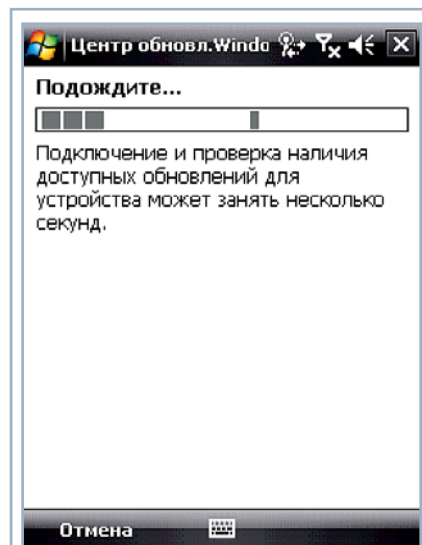 Центр обновл.Windo
Подождите...
Подключение и проверка наличия
доступных обновлений для
устройства может занять несколько
секунд.
Отмена